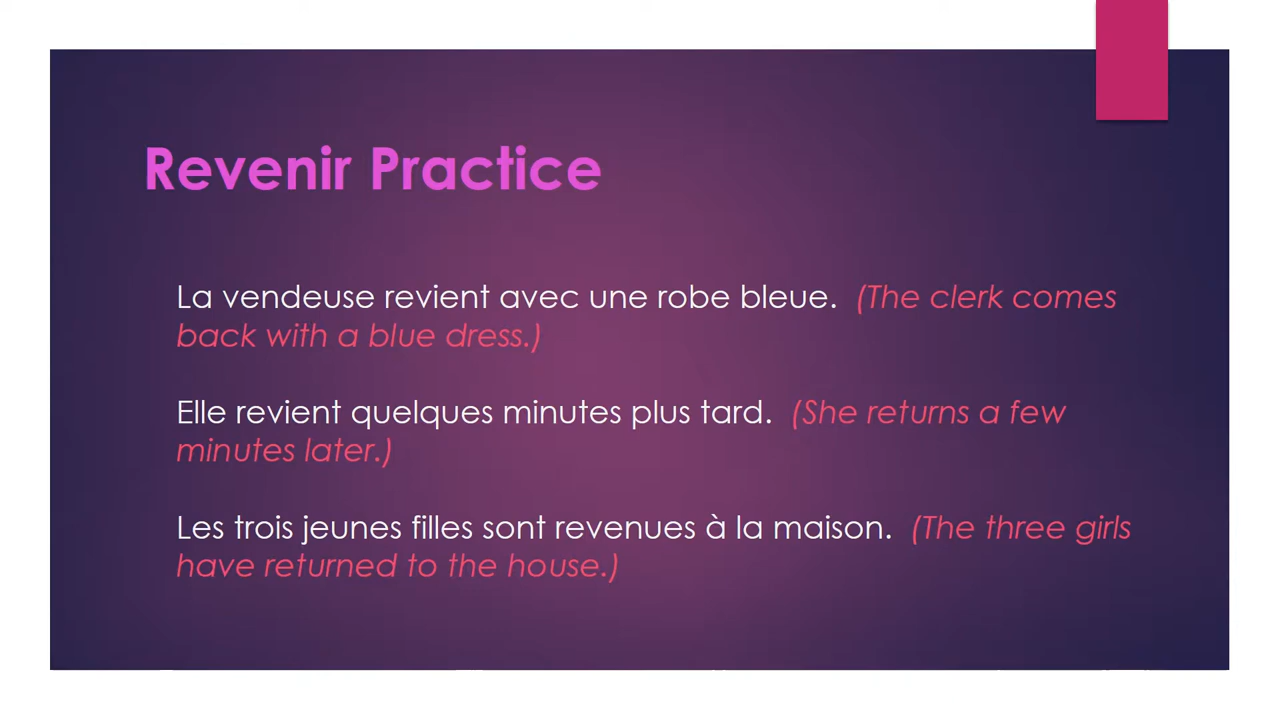 Revenir Practice
La vendeuse revient avec une robe bleue. (The clerk comes
back with a blue dress.)
Elle revient quelques minutes plus tard. (She returns a few
minutes later.)
Les trois jeunes filles sont revenues à la maison. (The three girls
have returned to the house.)